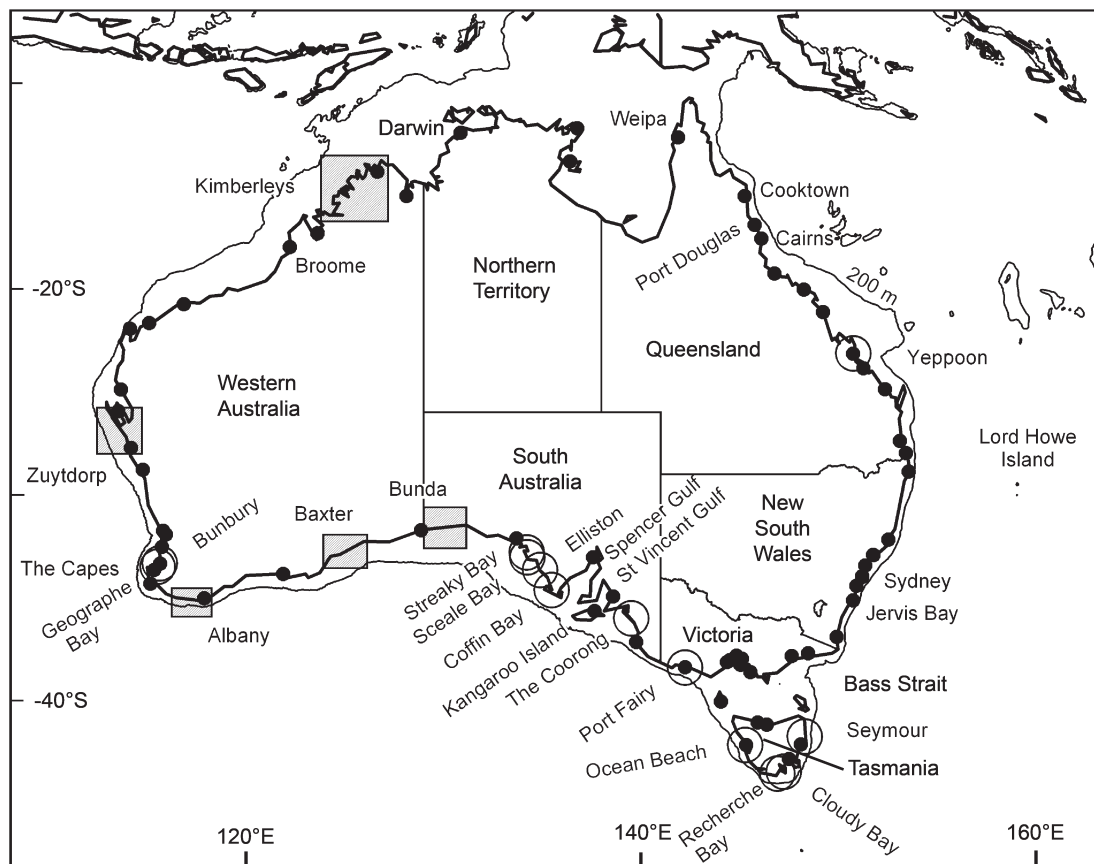 Darwin
Weipa
Kimberleys
Cooktown
Port Douglas
Cairns
Broome
Northern
Territory
-20°S
200 m
Queensland
Yeppoon
Western
Australia
Lord Howe
Island
South
Australia
Zuytdorp
Bunda
Spencer Gulf
St Vincent Gulf
New
South
Wales
Bunbury
Baxter
Elliston
The Capes
Streaky Bay
Sceale Bay
Sydney
Geographe
Bay
Jervis Bay
Albany
Coffin Bay
Kangaroo Island
The Coorong
Victoria
-40°S
Port Fairy
Bass Strait
Ocean Beach
Seymour
Tasmania
Recherche
Bay
Cloudy Bay
120°E
140°E
160°E